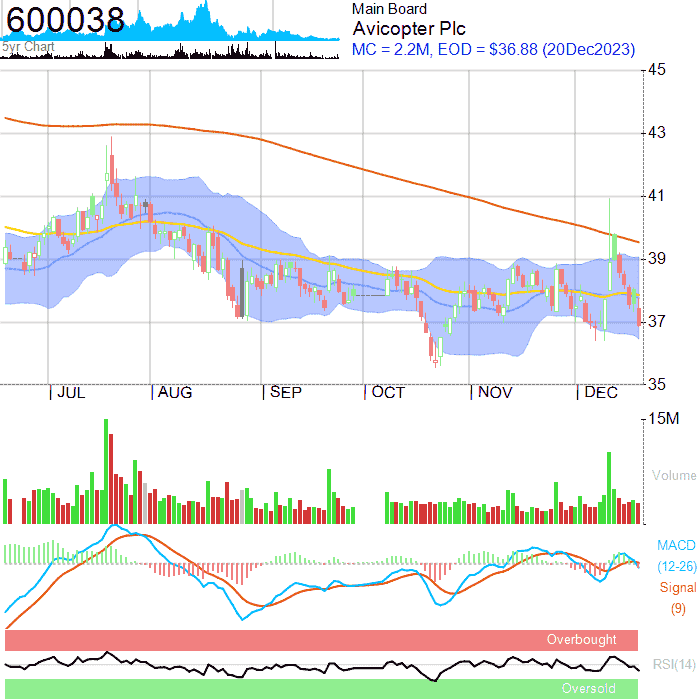 600038
5yr Chart
Main Board
Avicopter Plc
MC = 2.2M, EOD = $36.88 (20Dec2023)
45
43
41
39
37
35
JUL AUG SEP OCT NOV DEC
15M
Volume
MACD
(12-26)
Signal
(9)
Overbought
RSI(14)
Oversold